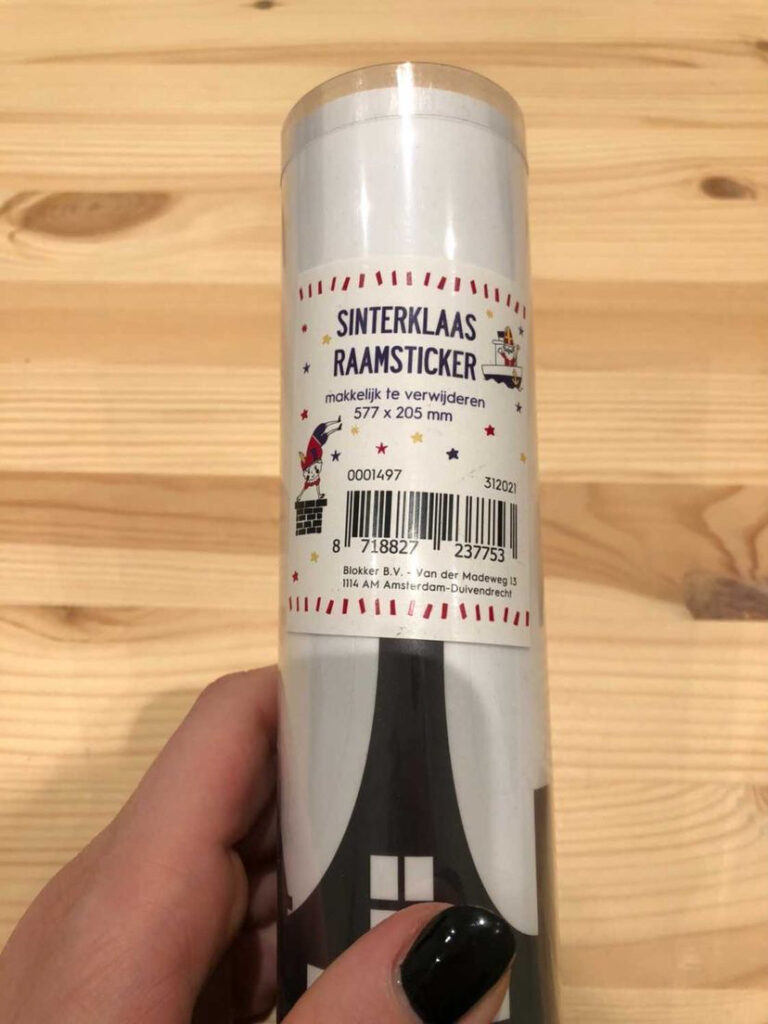 SINTERKLAAS
RAAMSTICKER
makkelijk te verwijderen
577 x 205 mm
0001497 312021
8 718827 237753
Blokker B.V. - Van der Madeweg 13
1114 AM Amsterdam-Duivendrecht